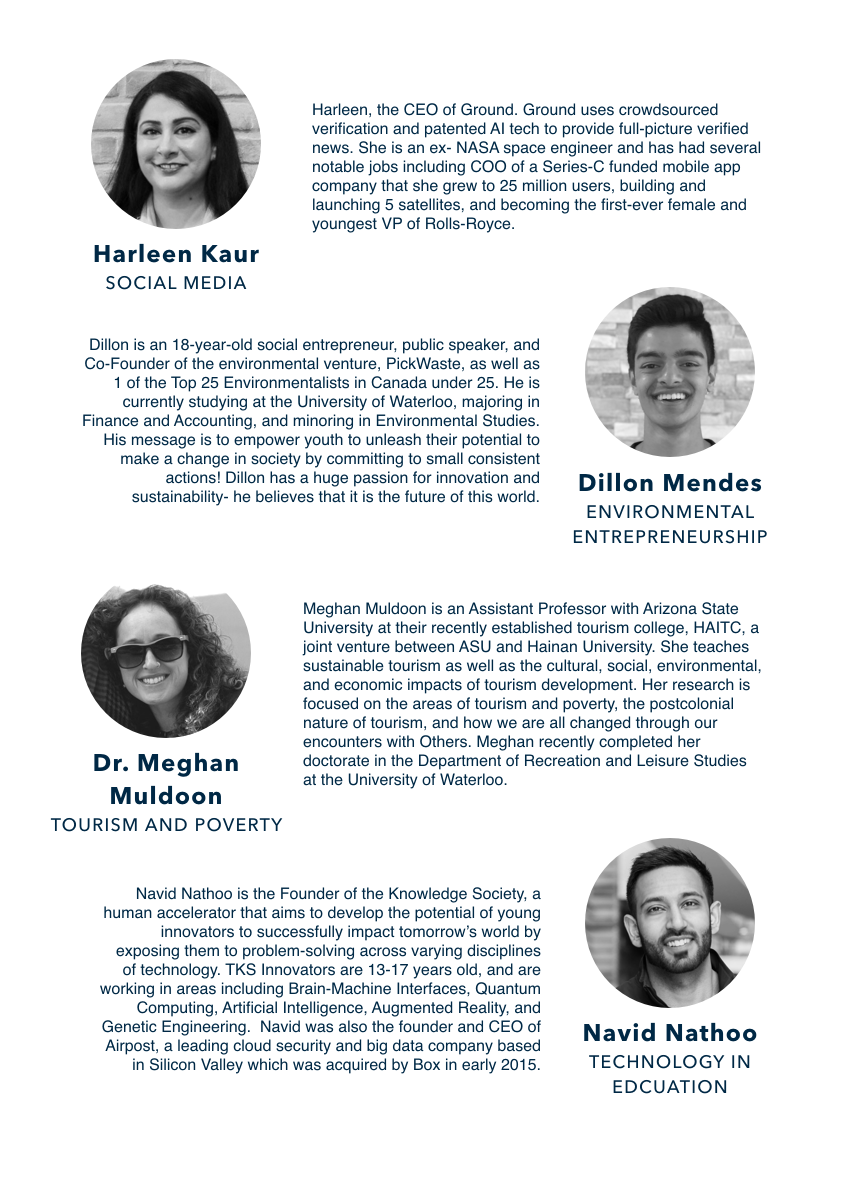 Harleen, the CEO of Ground. Ground uses crowdsourced
verification and patented AI tech to provide full-picture verified
news. She is an ex- NASA space engineer and has had several
notable jobs including COO of a Series-C funded mobile app
company that she grew to 25 million users, building and
launching 5 satellites, and becoming the first-ever female and
youngest VP of Rolls-Royce.
Harleen Kaur
SOCIAL MEDIA
Dillon is an 18-year-old social entrepreneur, public speaker, and
Co-Founder of the environmental venture, PickWaste, as well as
1 of the Top 25 Environmentalists in Canada under 25. He is
currently studying at the University of Waterloo, majoring in
Finance and Accounting, and minoring in Environmental Studies.
His message is to empower youth to unleash their potential to
make a change in society by committing to small consistent
actions! Dillon has a huge passion for innovation and
sustainability- he believes that it is the future of this world.
Dillon Mendes
ENVIRONMENTAL
ENTREPRENEURSHIP
Meghan Muldoon is an Assistant Professor with Arizona State
University at their recently established tourism college, HAITC, a
joint venture between ASU and Hainan University. She teaches
sustainable tourism as well as the cultural, social, environmental,
and economic impacts of tourism development. Her research is
focused on the areas of tourism and poverty, the postcolonial
nature of tourism, and how we are all changed through our
encounters with Others. Meghan recently completed her
doctorate in the Department of Recreation and Leisure Studies
at the University of Waterloo.
Dr. Meghan
Muldoon
TOURISM AND POVERTY
Navid Nathoo is the Founder of the Knowledge Society, a
human accelerator that aims to develop the potential of young
innovators to successfully impact tomorrow’s world by
exposing them to problem-solving across varying disciplines
of technology. TKS Innovators are 13-17 years old, and are
working in areas including Brain-Machine Interfaces, Quantum
Computing, Artificial Intelligence, Augmented Reality, and
Genetic Engineering.  Navid was also the founder and CEO of
Airpost, a leading cloud security and big data company based
in Silicon Valley which was acquired by Box in early 2015.
Navid Nathoo
TECHNOLOGY IN
EDCUATION